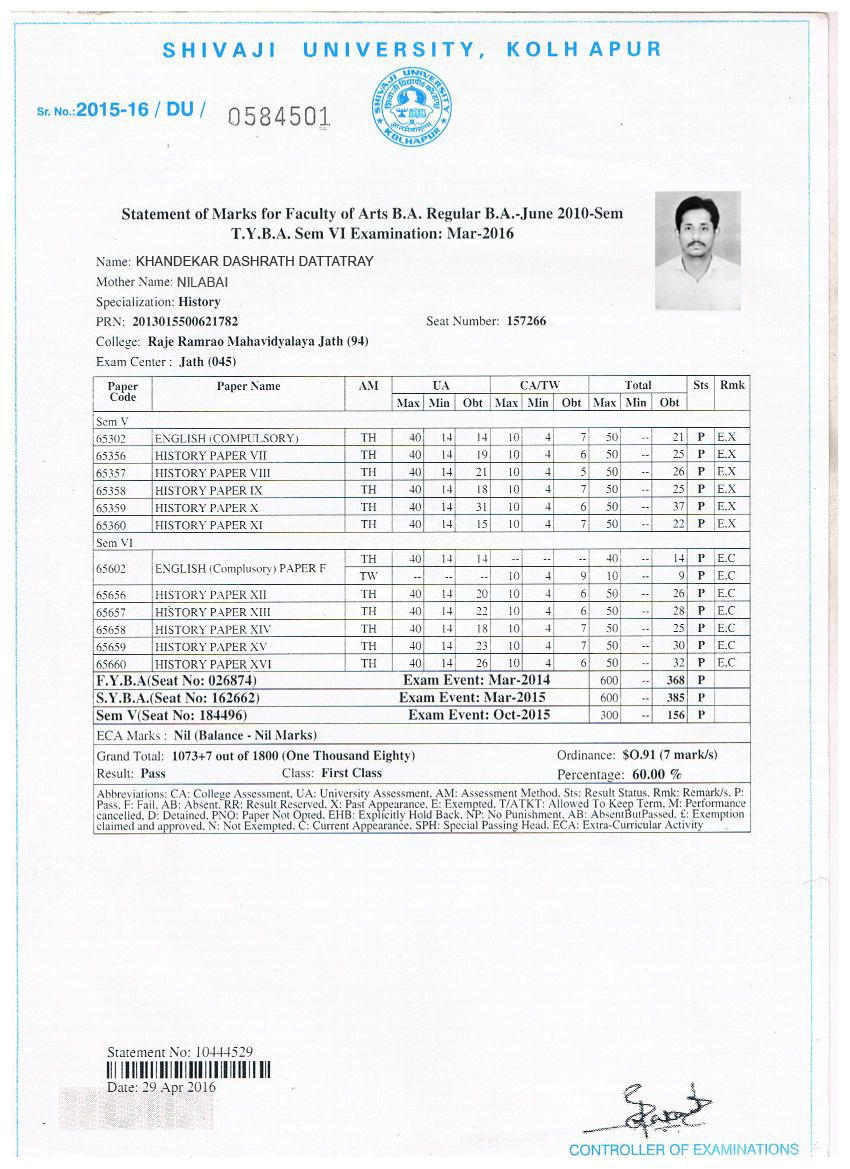 SHIVAJI UNIVERSITY, KOLHAPUR
Sr. No.:2015-16 / DU / 0584501
SHIVAJI UNIVERSITY
★ KOLHAPUR ★
Statement of Marks for Faculty of Arts B.A. Regular B.A.-June 2010-Sem
T.Y.B.A. Sem VI Examination: Mar-2016
Name: KHANDEKAR DASHRATH DATTATRAY
Mother Name: NILABAI
Specialization: History
PRN: 2013015500621782 Seat Number: 157266
College: Raje Ramrao Mahavidyalaya Jath (94)
Exam Center : Jath (045)
Paper Code Paper Name AM UA CA/TW Total Sts Rmk
Max Min Obt Max Min Obt Max Min Obt
Sem V
65302 ENGLISH (COMPULSORY) TH 40 14 14 10 4 7 50 -- 21 P E.X
65356 HISTORY PAPER VII TH 40 14 19 10 4 6 50 -- 25 P E.X
65357 HISTORY PAPER VIII TH 40 14 21 10 4 5 50 -- 26 P E.X
65358 HISTORY PAPER IX TH 40 14 18 10 4 7 50 -- 25 P E.X
65359 HISTORY PAPER X TH 40 14 31 10 4 6 50 -- 37 P E.X
65360 HISTORY PAPER XI TH 40 14 15 10 4 7 50 -- 22 P E.X
Sem VI
65602 ENGLISH (Complusory) PAPER F TH 40 14 14 -- -- -- 40 -- 14 P E.C
TW -- -- -- 10 4 9 10 -- 9 P E.C
65656 HISTORY PAPER XII TH 40 14 20 10 4 6 50 -- 26 P E.C
65657 HISTORY PAPER XIII TH 40 14 22 10 4 6 50 -- 28 P E.C
65658 HISTORY PAPER XIV TH 40 14 18 10 4 7 50 -- 25 P E.C
65659 HISTORY PAPER XV TH 40 14 23 10 4 7 50 -- 30 P E.C
65660 HISTORY PAPER XVI TH 40 14 26 10 4 6 50 -- 32 P E.C
F.Y.B.A(Seat No: 026874) Exam Event: Mar-2014 600 -- 368 P
S.Y.B.A.(Seat No: 162662) Exam Event: Mar-2015 600 -- 385 P
Sem V(Seat No: 184496) Exam Event: Oct-2015 300 -- 156 P
ECA Marks : Nil (Balance - Nil Marks)
Grand Total: 1073+7 out of 1800 (One Thousand Eighty) Ordinance: $O.91 (7 mark/s)
Result: Pass Class: First Class Percentage: 60.00 %
Abbreviations: CA: College Assessment, UA: University Assessment, AM: Assessment Method, Sts: Result Status, Rmk: Remark/s, P:
Pass, F: Fail, AB: Absent, RR: Result Reserved, X: Past Appearance, E: Exempted, T/ATKT: Allowed To Keep Term, M: Performance
cancelled, D: Detained, PNO: Paper Not Opted, EHB: Explicitly Hold Back, NP: No Punishment, AB: AbsentButPassed, £: Exemption
claimed and approved, N: Not Exempted, C: Current Appearance, SPH: Special Passing Head, ECA: Extra-Curricular Activity
Statement No: 10444529
Date: 29 Apr 2016
CONTROLLER OF EXAMINATIONS